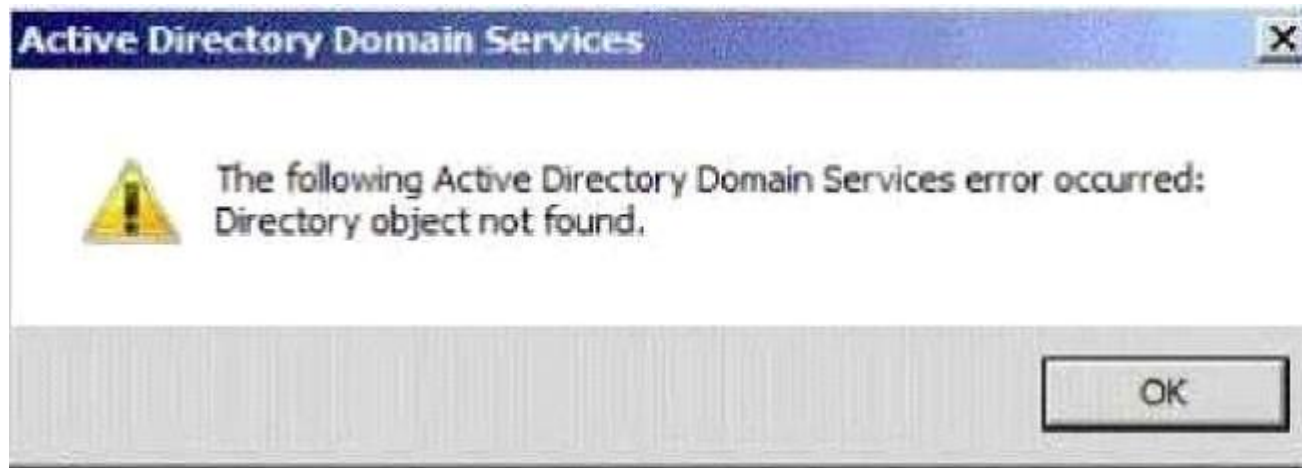 Active Directory Domain Services
The following Active Directory Domain Services error occurred:
Directory object not found.
OK